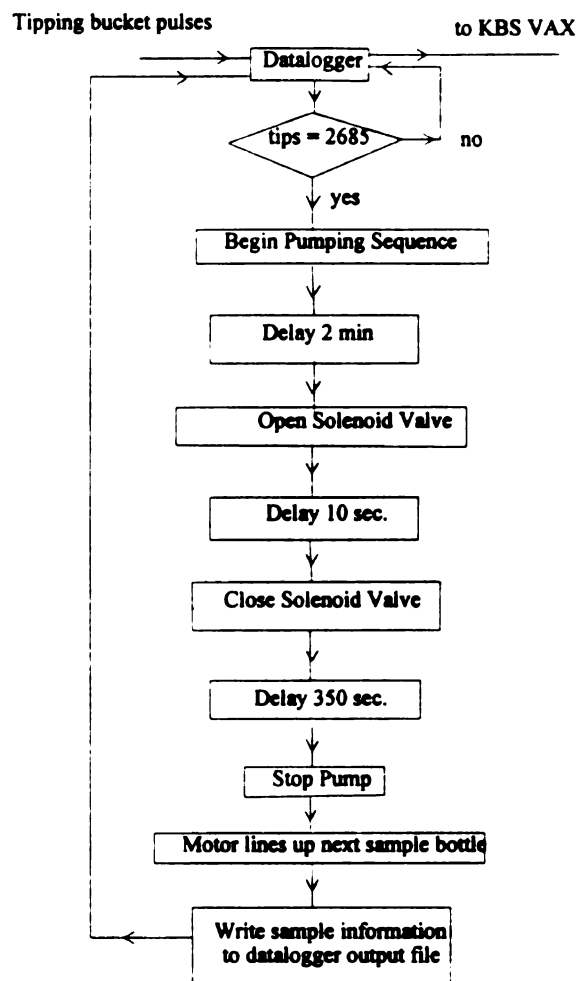 Tipping bucket pulses
to KBS VAX
Datalogger
tips = 2685
no
yes
Begin Pumping Sequence
Delay 2 min
Open Solenoid Valve
Delay 10 sec.
Close Solenoid Valve
Delay 350 sec.
Stop Pump
Motor lines up next sample bottle
Write sample information
to datalogger output file